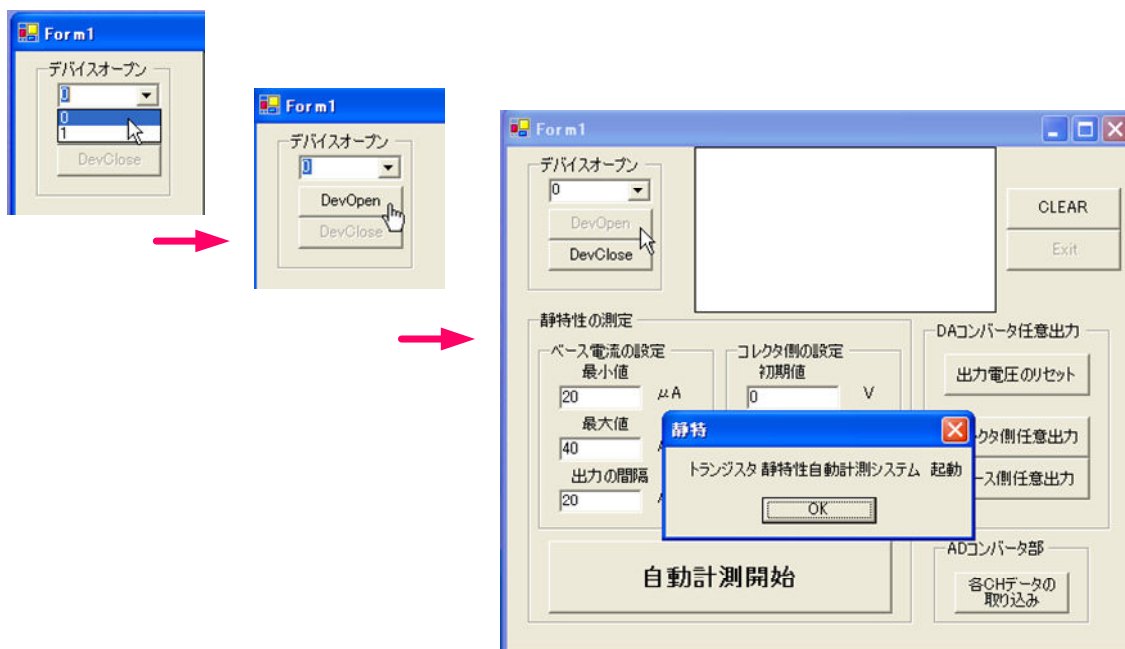 Form1
デバイスオープン
0
0
1
DevClose
Form1
デバイスオープン
0
DevOpen
DevClose
Form1
デバイスオープン
0
DevOpen
DevClose
CLEAR
Exit
静特性の測定
ベース電流の設定
最小値
20 μA
最大値
40
出力の間隔
20
コレクタ側の設定
初期値
0 V
DAコンバータ任意出力
出力電圧のリセット
クタ側任意出力
ース側任意出力
静特
トランジスタ 静特性自動計測システム 起動
OK
自動計測開始
ADコンバータ部
各CHデータの
取り込み